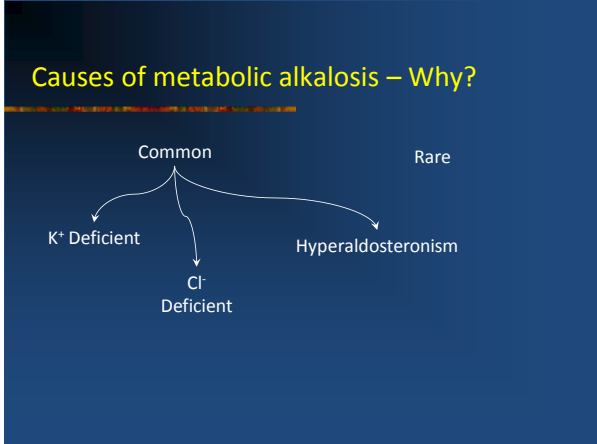 Causes of metabolic alkalosis – Why?
Common
Rare
K⁺ Deficient
Hyperaldosteronism
Cl⁻
Deficient